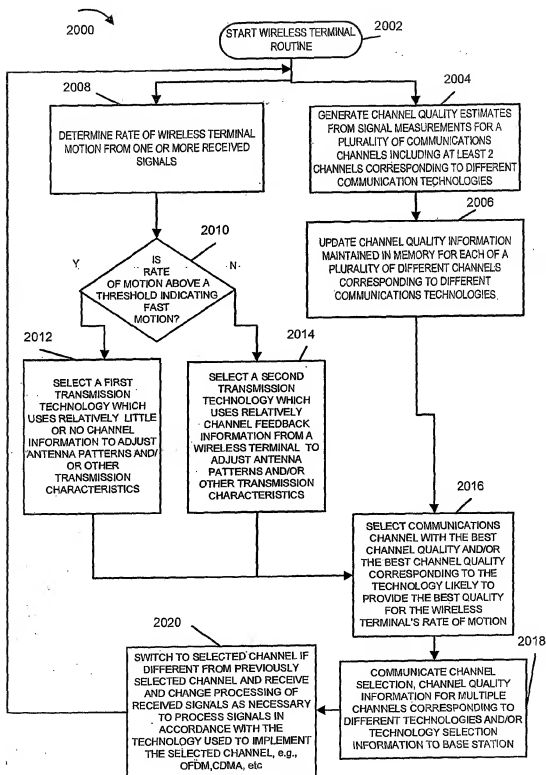 2000
START WIRELESS TERMINAL
ROUTINE
2002
2008
DETERMINE RATE OF WIRELESS TERMINAL
MOTION FROM ONE OR MORE RECEIVED
SIGNALS
2004
GENERATE CHANNEL QUALITY ESTIMATES
FROM SIGNAL MEASUREMENTS FOR A
PLURALITY OF COMMUNICATIONS
CHANNELS INCLUDING AT LEAST 2
CHANNELS CORRESPONDING TO DIFFERENT
COMMUNICATION TECHNOLOGIES
2006
UPDATE CHANNEL QUALITY INFORMATION
MAINTAINED IN MEMORY FOR EACH OF A
PLURALITY OF DIFFERENT CHANNELS
CORRESPONDING TO DIFFERENT
COMMUNICATIONS TECHNOLOGIES
2010
Y
IS
RATE
OF MOTION ABOVE A
THRESHOLD INDICATING
FAST
MOTION?
N
2012
SELECT A FIRST
TRANSMISSION
TECHNOLOGY WHICH
USES RELATIVELY LITTLE
OR NO CHANNEL
INFORMATION TO ADJUST
ANTENNA PATTERNS AND/
OR OTHER
TRANSMISSION
CHARACTERISTICS
2014
SELECT A SECOND
TRANSMISSION
TECHNOLOGY WHICH
USES RELATIVELY
CHANNEL FEEDBACK
INFORMATION FROM A
WIRELESS TERMINAL TO
ADJUST ANTENNA
PATTERNS AND/OR
OTHER TRANSMISSION
CHARACTERISTICS
2016
SELECT COMMUNICATIONS
CHANNEL WITH THE BEST
CHANNEL QUALITY AND/OR
THE BEST CHANNEL QUALITY
CORRESPONDING TO THE
TECHNOLOGY LIKELY TO
PROVIDE THE BEST QUALITY
FOR THE WIRELESS
TERMINAL'S RATE OF MOTION
2018
COMMUNICATE CHANNEL
SELECTION, CHANNEL QUALITY
INFORMATION FOR MULTIPLE
CHANNELS CORRESPONDING TO
DIFFERENT TECHNOLOGIES AND/OR
TECHNOLOGY SELECTION
INFORMATION TO BASE STATION
2020
SWITCH TO SELECTED CHANNEL IF
DIFFERENT FROM PREVIOUSLY
SELECTED CHANNEL AND RECEIVE
AND CHANGE PROCESSING OF
RECEIVED SIGNALS AS NECESSARY
TO PROCESS SIGNALS IN
ACCORDANCE WITH THE
TECHNOLOGY USED TO IMPLEMENT
THE SELECTED CHANNEL, e.g.,
OFDM,CDMA, etc